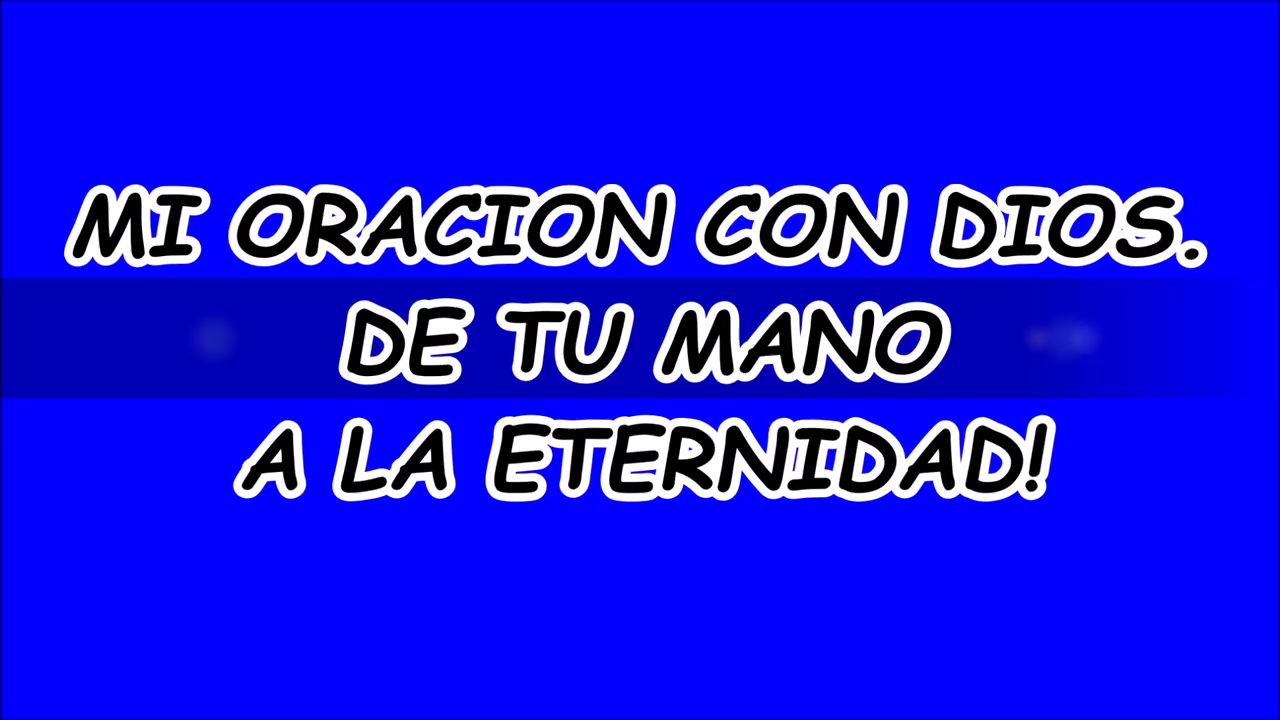 MI ORACION CON DIOS.
DE TU MANO
A LA ETERNIDAD!